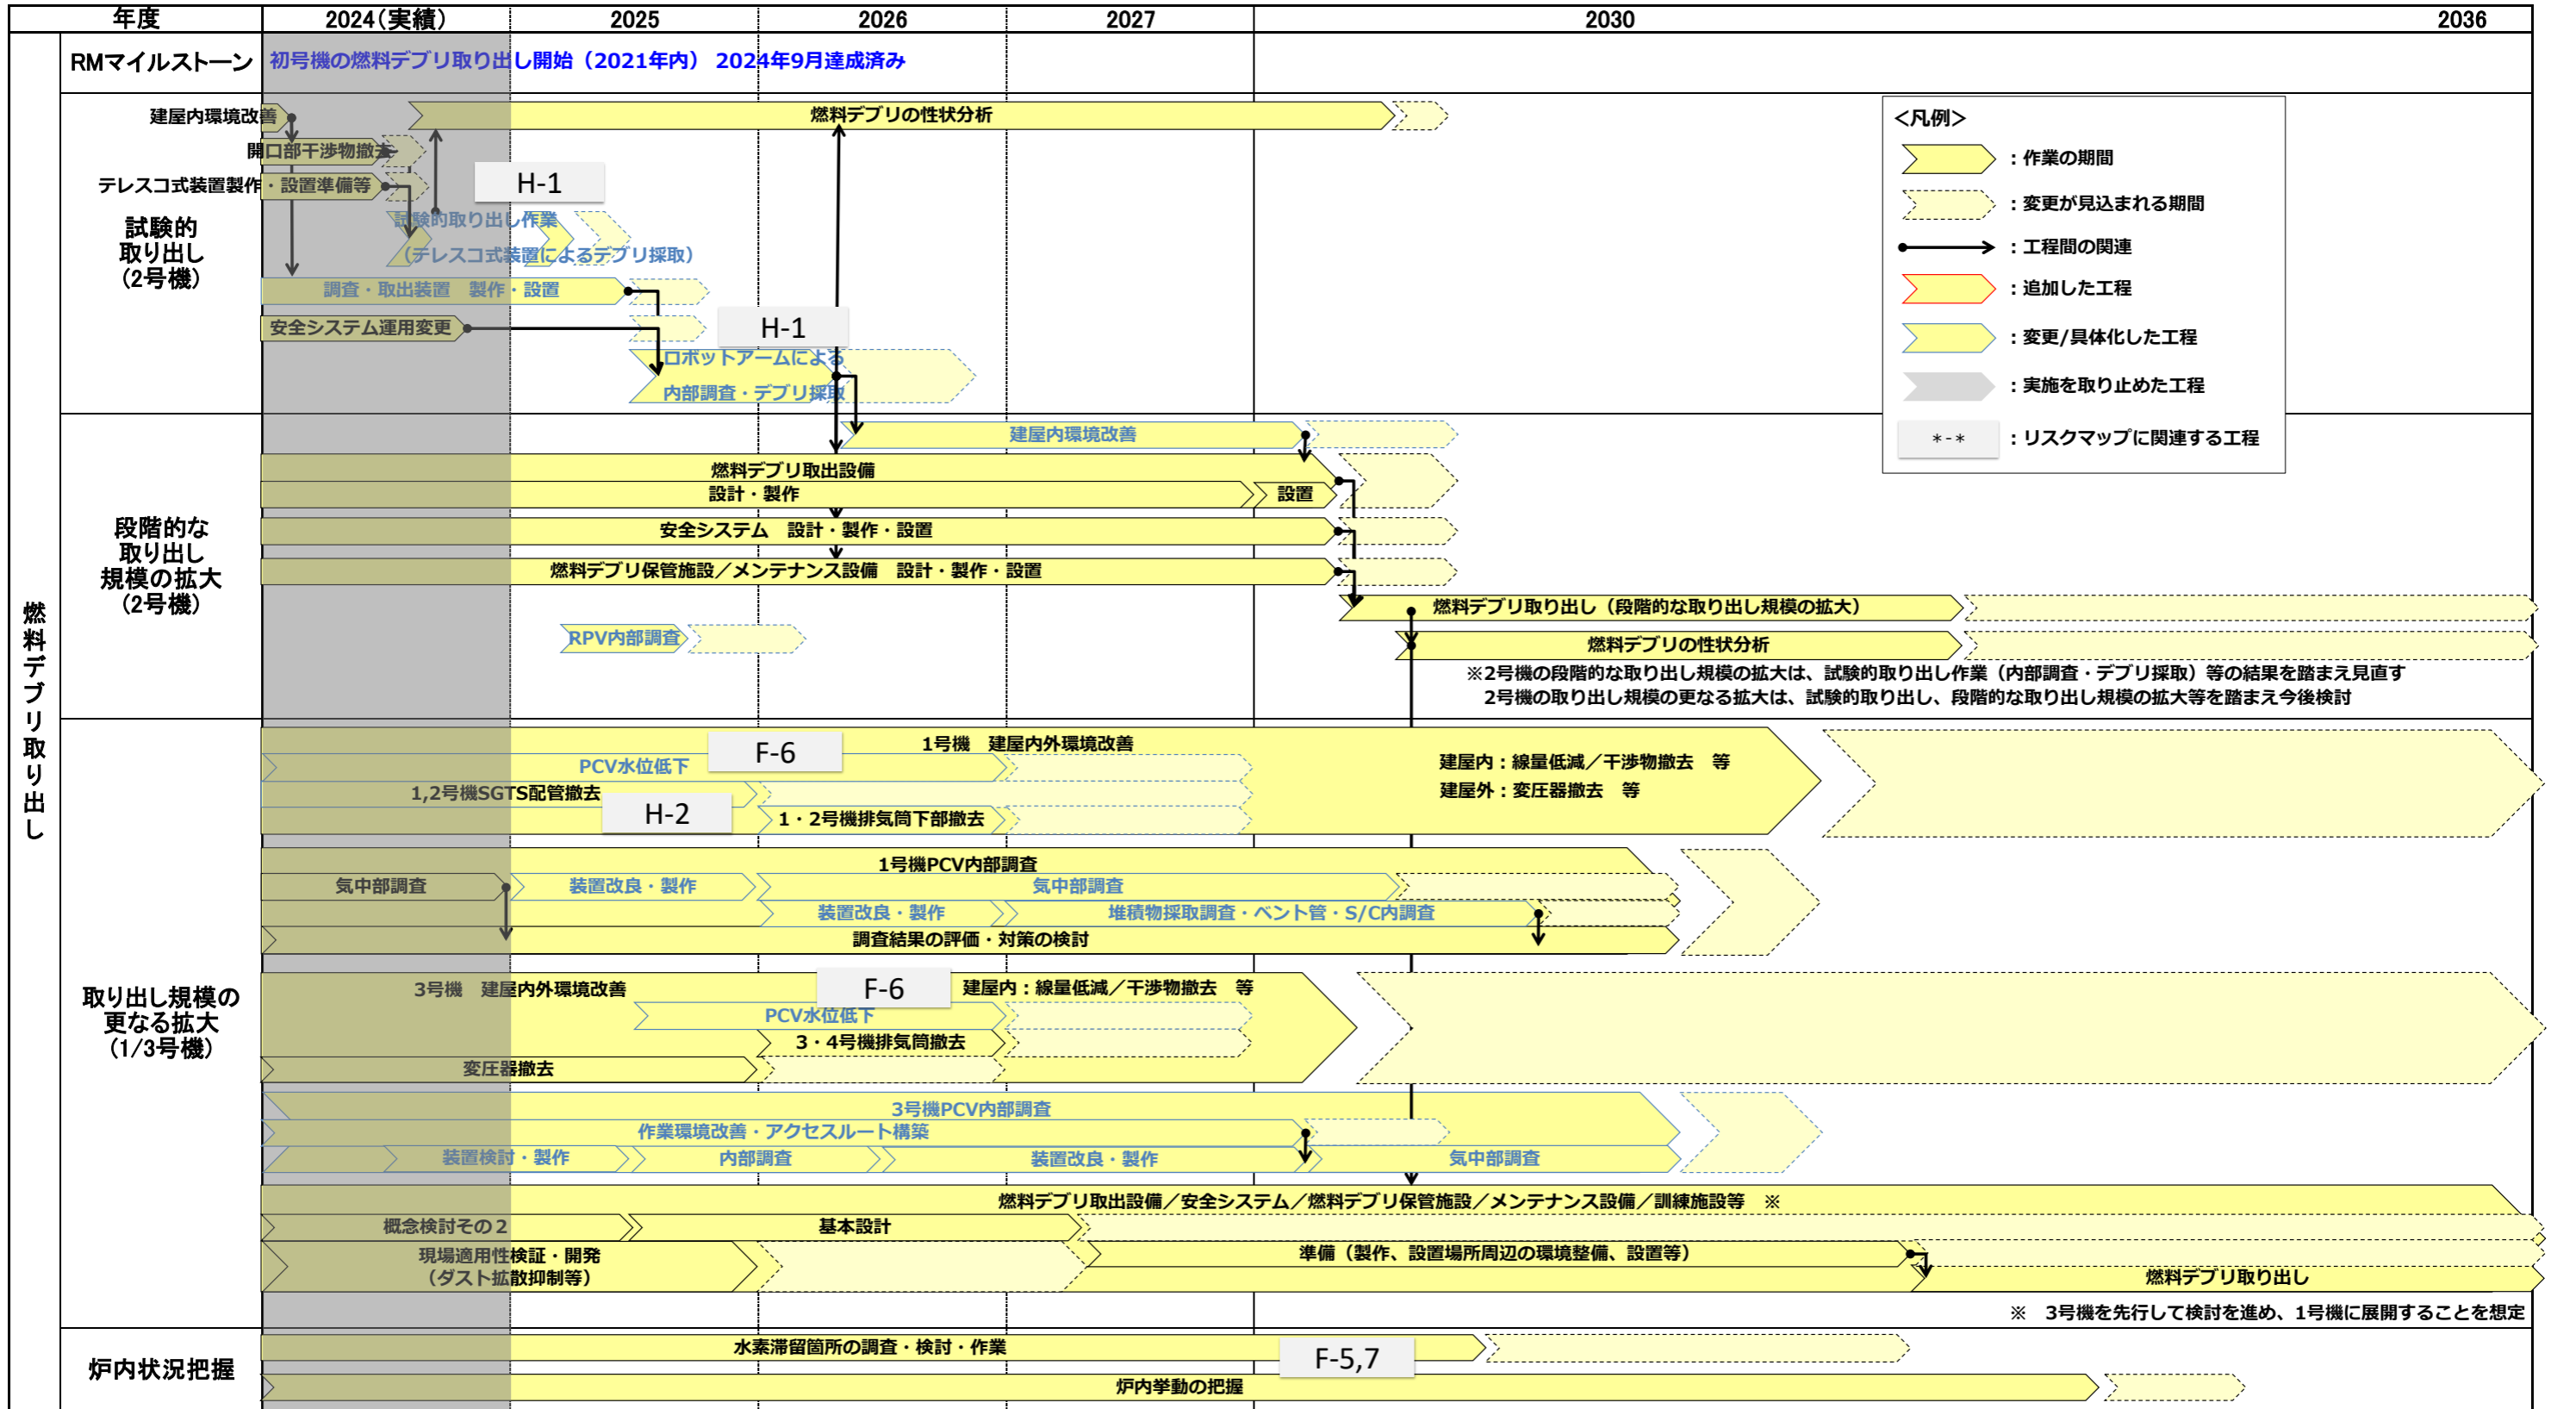 年度
2024（実績）
2025
2026
2027
2030
2036
燃料デブリ取り出し
RMマイルストーン
初号機の燃料デブリ取り出し開始（2021年内） 2024年9月達成済み
試験的
取り出し
（2号機）
建屋内環境改善
燃料デブリの性状分析
開口部干渉物撤去
テレスコ式装置製作・設置準備等
H-1
試験的取り出し作業
（テレスコ式装置によるデブリ採取）
調査・取出装置　製作・設置
安全システム運用変更
H-1
ロボットアームによる
内部調査・デブリ採取
＜凡例＞
：作業の期間
：変更が見込まれる期間
：工程間の関連
：追加した工程
：変更/具体化した工程
：実施を取り止めた工程
＊-＊
：リスクマップに関連する工程
段階的な
取り出し
規模の拡大
（2号機）
建屋内環境改善
燃料デブリ取出設備
設計・製作
設置
安全システム　設計・製作・設置
燃料デブリ保管施設／メンテナンス設備　設計・製作・設置
燃料デブリ取り出し（段階的な取り出し規模の拡大）
RPV内部調査
燃料デブリの性状分析
※2号機の段階的な取り出し規模の拡大は、試験的取り出し作業（内部調査・デブリ採取）等の結果を踏まえ見直す
2号機の取り出し規模の更なる拡大は、試験的取り出し、段階的な取り出し規模の拡大等を踏まえ今後検討
取り出し規模の
更なる拡大
（1/3号機）
1号機　建屋内外環境改善
F-6
PCV水位低下
建屋内：線量低減／干渉物撤去　等
建屋外：変圧器撤去　等
1,2号機SGTS配管撤去
H-2
1・2号機排気筒下部撤去
1号機PCV内部調査
気中部調査
装置改良・製作
気中部調査
装置改良・製作
堆積物採取調査・ベント管・S/C内調査
調査結果の評価・対策の検討
3号機　建屋内外環境改善
F-6
建屋内：線量低減／干渉物撤去　等
PCV水位低下
3・4号機排気筒撤去
変圧器撤去
3号機PCV内部調査
作業環境改善・アクセスルート構築
装置検討・製作
内部調査
装置改良・製作
気中部調査
燃料デブリ取出設備／安全システム／燃料デブリ保管施設／メンテナンス設備／訓練施設等　※
概念検討その２
基本設計
現場適用性検証・開発
（ダスト拡散抑制等）
準備（製作、設置場所周辺の環境整備、設置等）
燃料デブリ取り出し
※　3号機を先行して検討を進め、1号機に展開することを想定
炉内状況把握
水素滞留箇所の調査・検討・作業
F-5,7
炉内挙動の把握